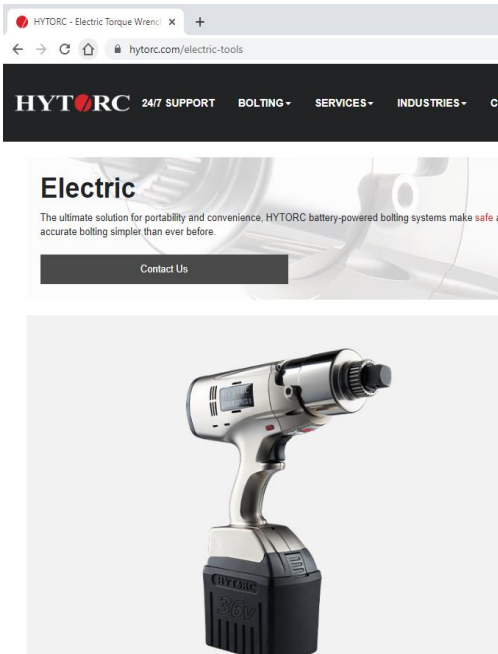 HYTORC - Electric Torque Wrenc
hytorc.com/electric-tools
HYTORC 24/7 SUPPORT BOLTING SERVICES INDUSTRIES C
Electric
The ultimate solution for portability and convenience, HYTORC battery-powered bolting systems make safe a
accurate bolting simpler than ever before.
Contact Us
HYTORC
HYTORC
36V